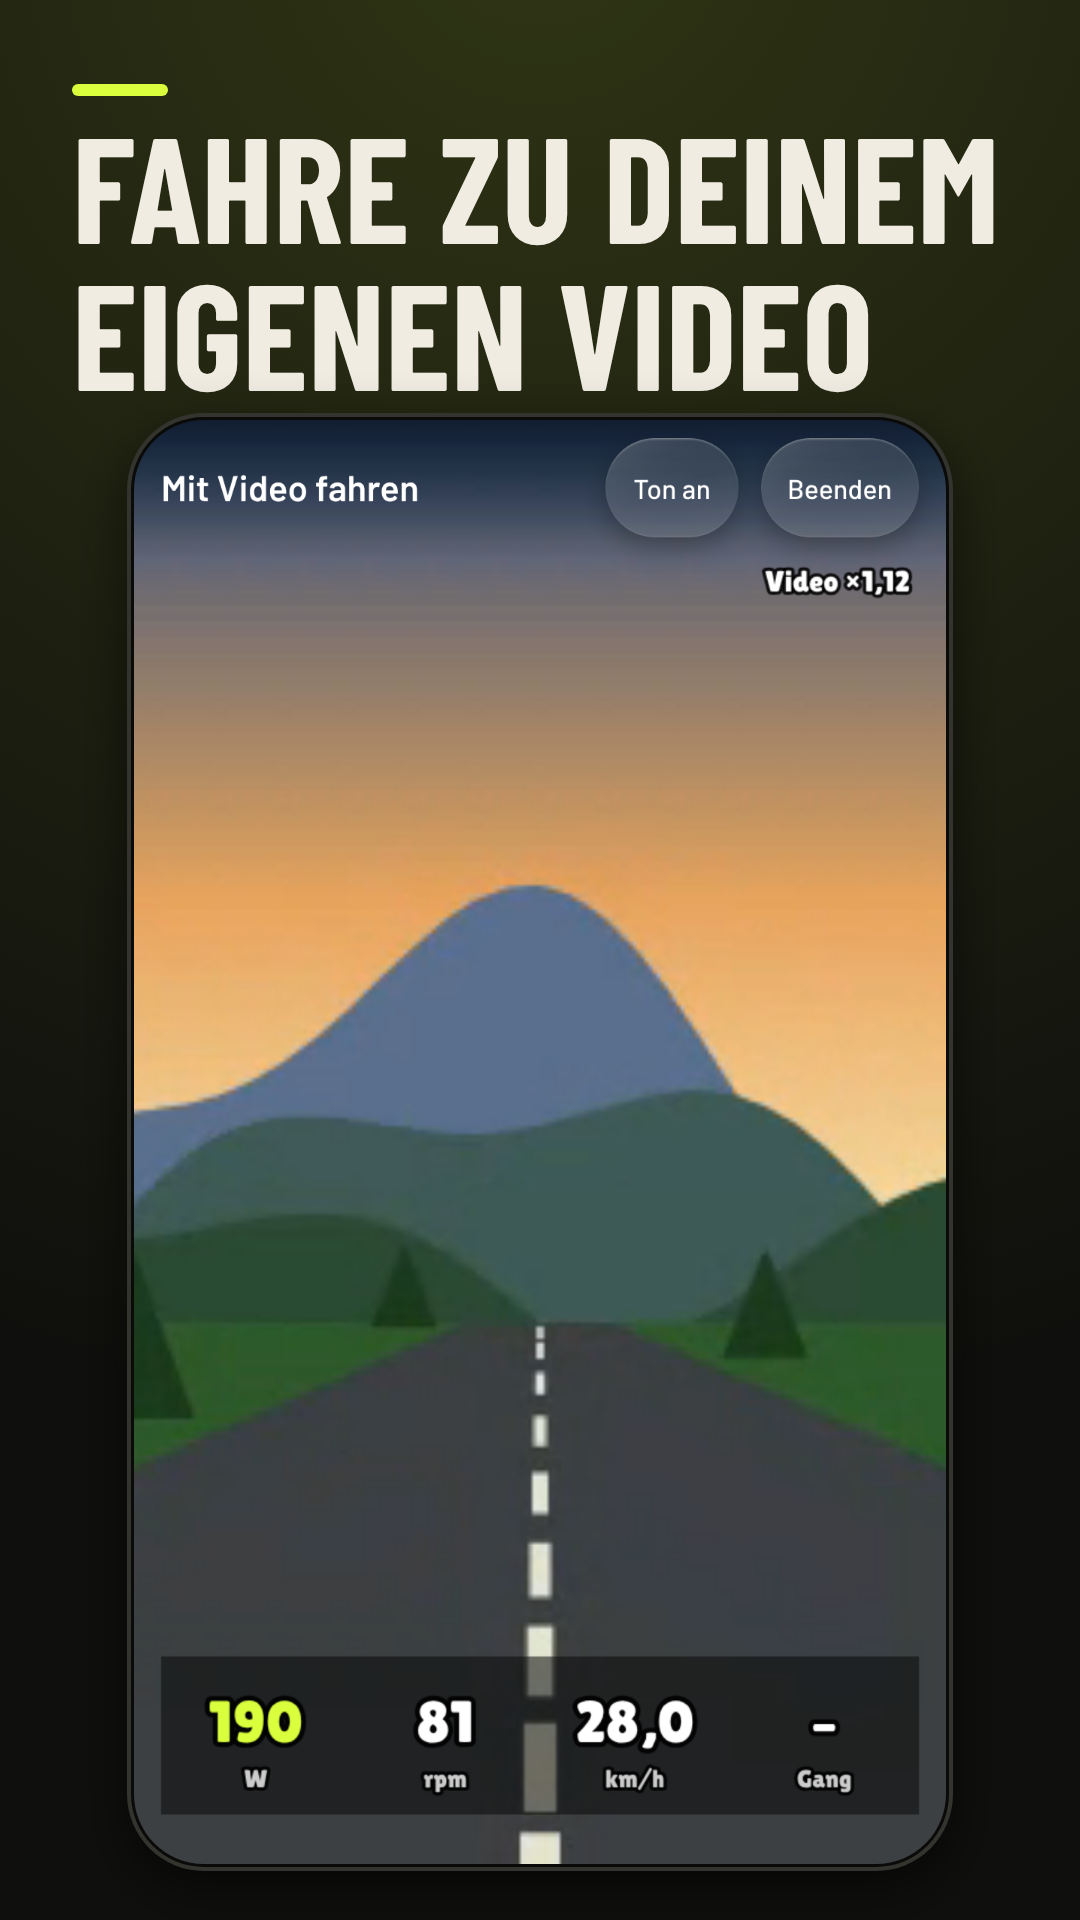 FAHRE ZU DEINEM
EIGENEN VIDEO
Mit Video fahren
Ton an
Beenden
Video ×1,12
190
81
28,0
–
W
rpm
km/h
Gang